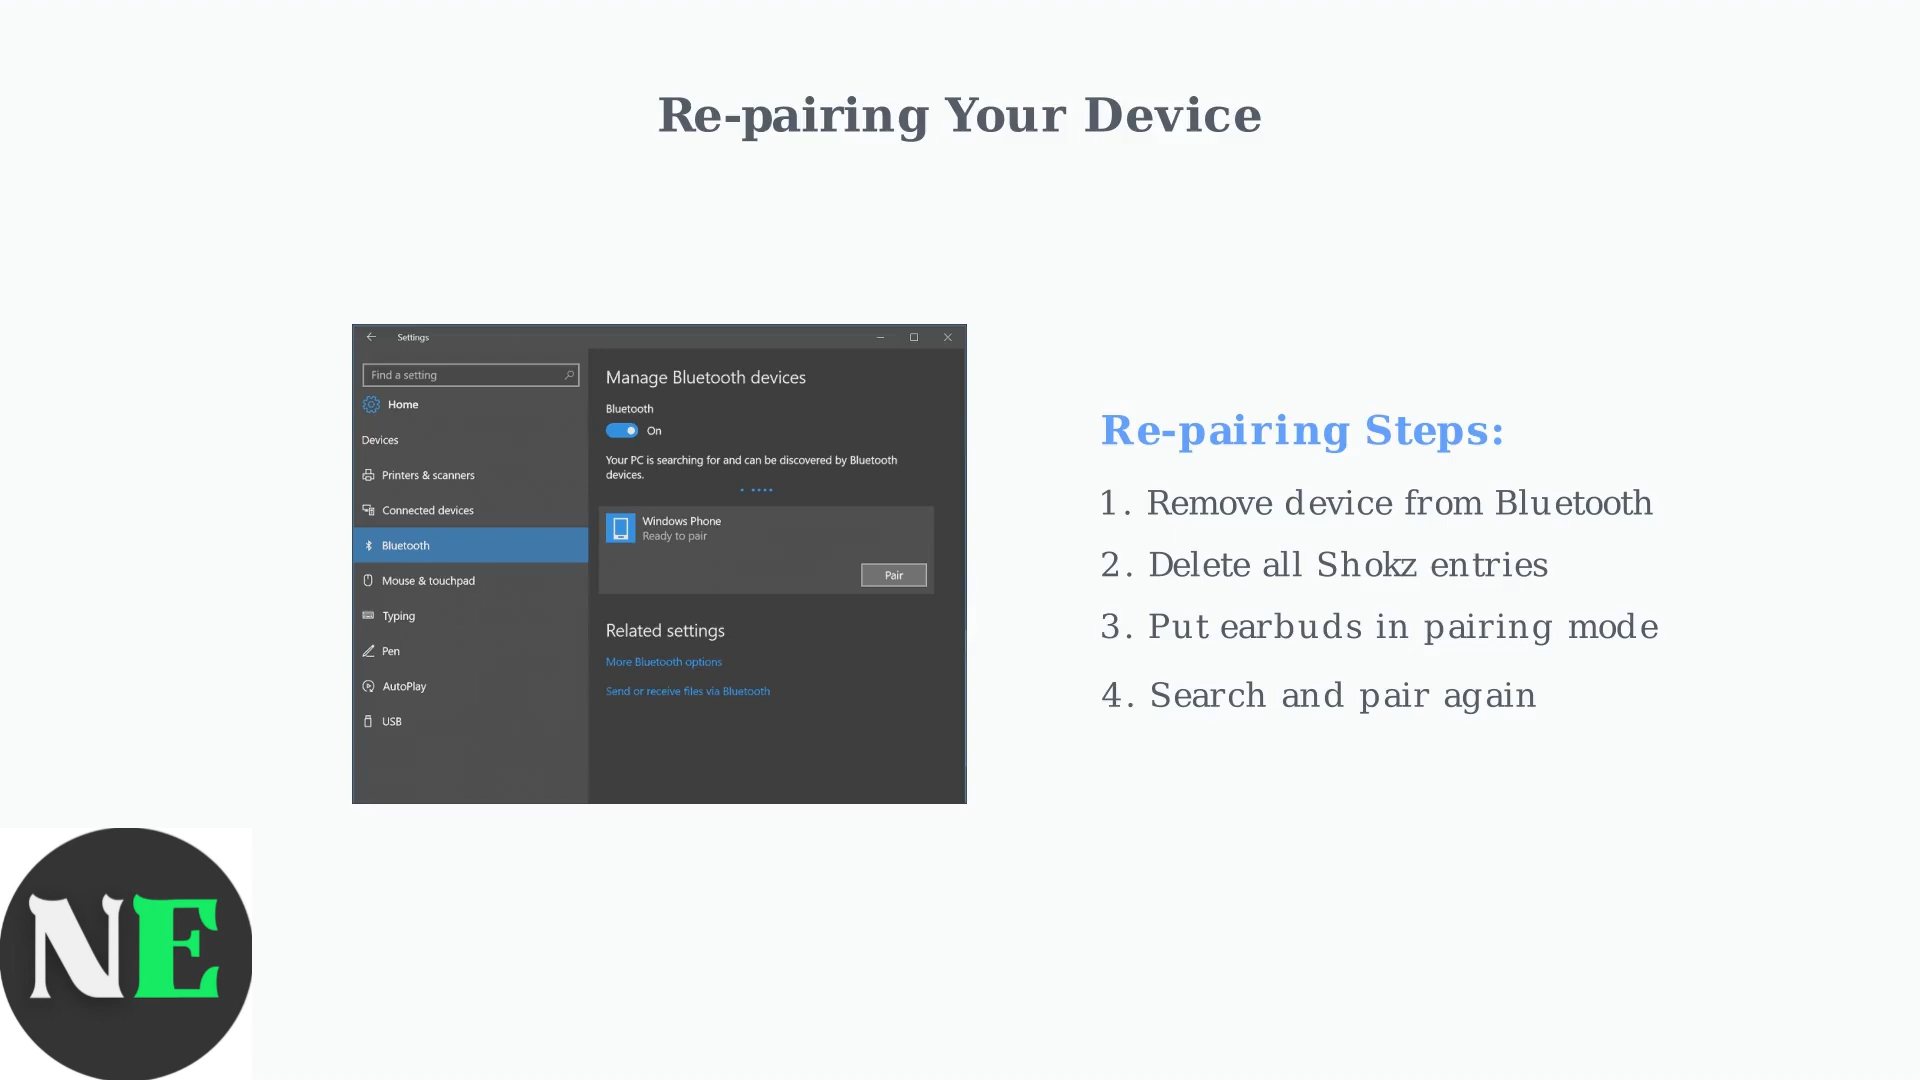 Re-pairing Your Device
Settings
Find a setting
Home
Devices
Printers & scanners
Connected devices
Bluetooth
Mouse & touchpad
Typing
Pen
AutoPlay
USB
Manage Bluetooth devices
Bluetooth
On
Your PC is searching for and can be discovered by Bluetooth
devices.
Windows Phone
Ready to pair
Pair
Related settings
More Bluetooth options
Send or receive files via Bluetooth
Re-pairing Steps:
1. Remove device from Bluetooth
2. Delete all Shokz entries
3. Put earbuds in pairing mode
4. Search and pair again
NE